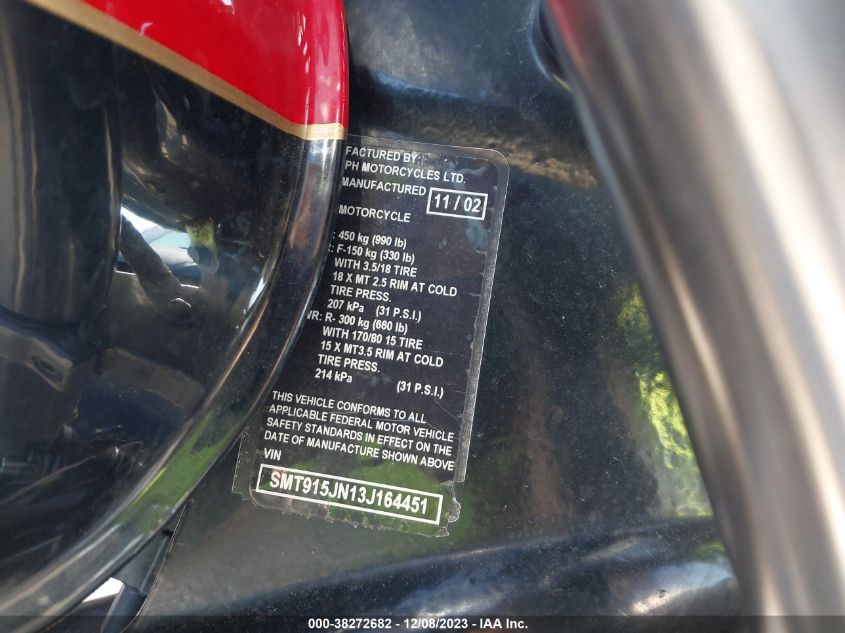 FACTURED BY:
PH MOTORCYCLES LTD.
MANUFACTURED 11 / 02
MOTORCYCLE
: 450 kg (990 lb)
: F-150 kg (330 lb)
WITH 3.5/18 TIRE
18 X MT 2.5 RIM AT COLD
TIRE PRESS.
207 kPa (31 P.S.I.)
WR: R- 300 kg (660 lb)
WITH 170/80 15 TIRE
15 X MT3.5 RIM AT COLD
TIRE PRESS.
214 kPa (31 P.S.I.)
THIS VEHICLE CONFORMS TO ALL
APPLICABLE FEDERAL MOTOR VEHICLE
SAFETY STANDARDS IN EFFECT ON THE
DATE OF MANUFACTURE SHOWN ABOVE
VIN
SMT915JN13J164451
000-38272682 - 12/08/2023 - IAA Inc.